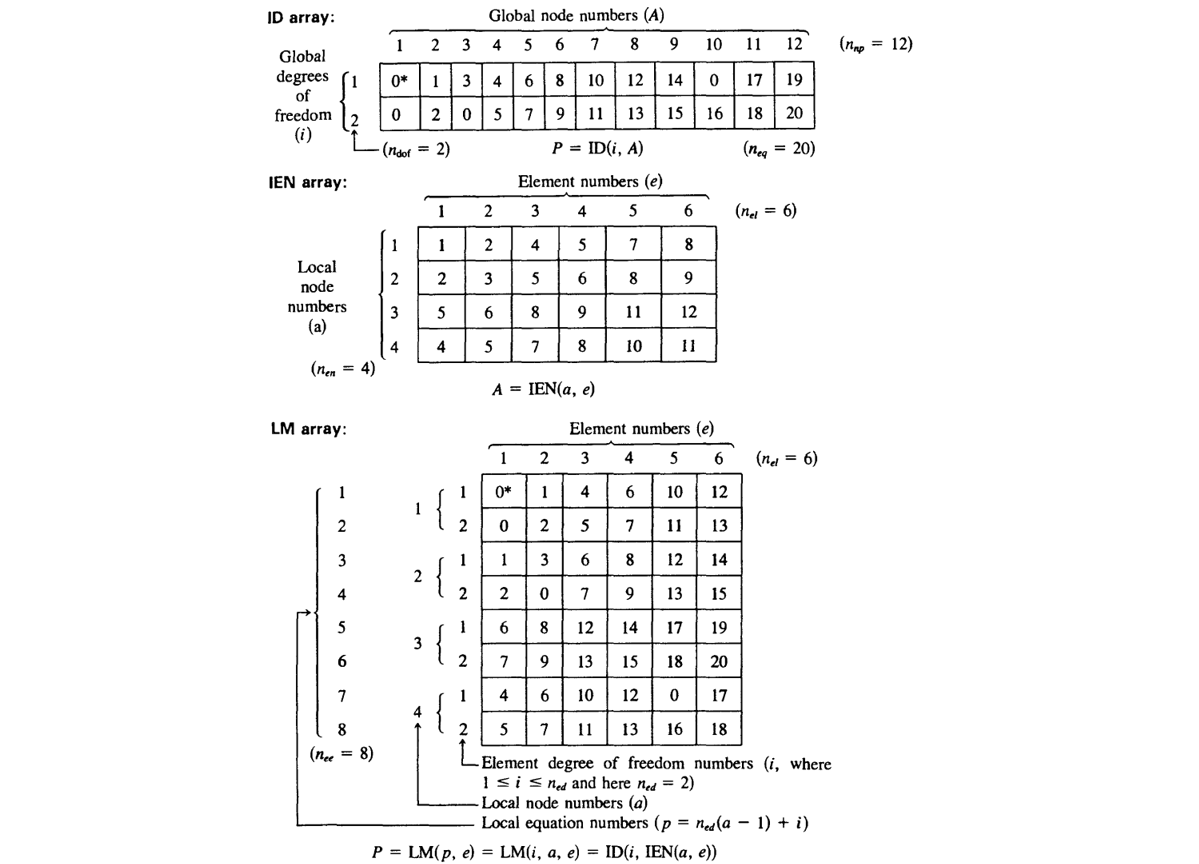 ID array: Global node numbers (A)
1 2 3 4 5 6 7 8 9 10 11 12 (n_np = 12)
Global
degrees
of
freedom
(i)
1 0* 1 3 4 6 8 10 12 14 0 17 19
2 0 2 0 5 7 9 11 13 15 16 18 20
(n_dof = 2) P = ID(i, A) (n_eq = 20)
IEN array: Element numbers (e)
1 2 3 4 5 6 (n_el = 6)
Local
node
numbers
(a)
1 1 2 4 5 7 8
2 2 3 5 6 8 9
3 5 6 8 9 11 12
4 4 5 7 8 10 11
(n_en = 4)
A = IEN(a, e)
LM array: Element numbers (e)
1 2 3 4 5 6 (n_el = 6)
1 1 1 0* 1 4 6 10 12
2 2 0 2 5 7 11 13
3 2 1 1 3 6 8 12 14
4 2 2 0 7 9 13 15
5 3 1 6 8 12 14 17 19
6 2 7 9 13 15 18 20
7 4 1 4 6 10 12 0 17
8 2 5 7 11 13 16 18
(n_ee = 8)
Element degree of freedom numbers (i, where
1 ≤ i ≤ n_ed and here n_ed = 2)
Local node numbers (a)
Local equation numbers (p = n_ed(a − 1) + i)
P = LM(p, e) = LM(i, a, e) = ID(i, IEN(a, e))